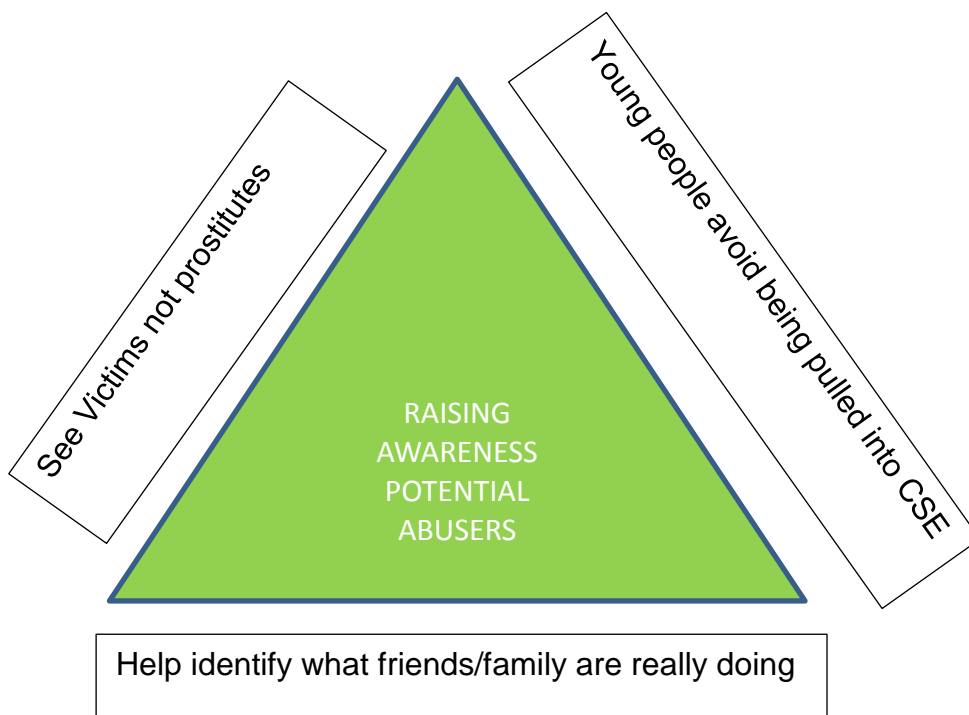 See Victims not prostitutes
Young people avoid being pulled into CSE
RAISING
AWARENESS
POTENTIAL
ABUSERS
Help identify what friends/family are really doing